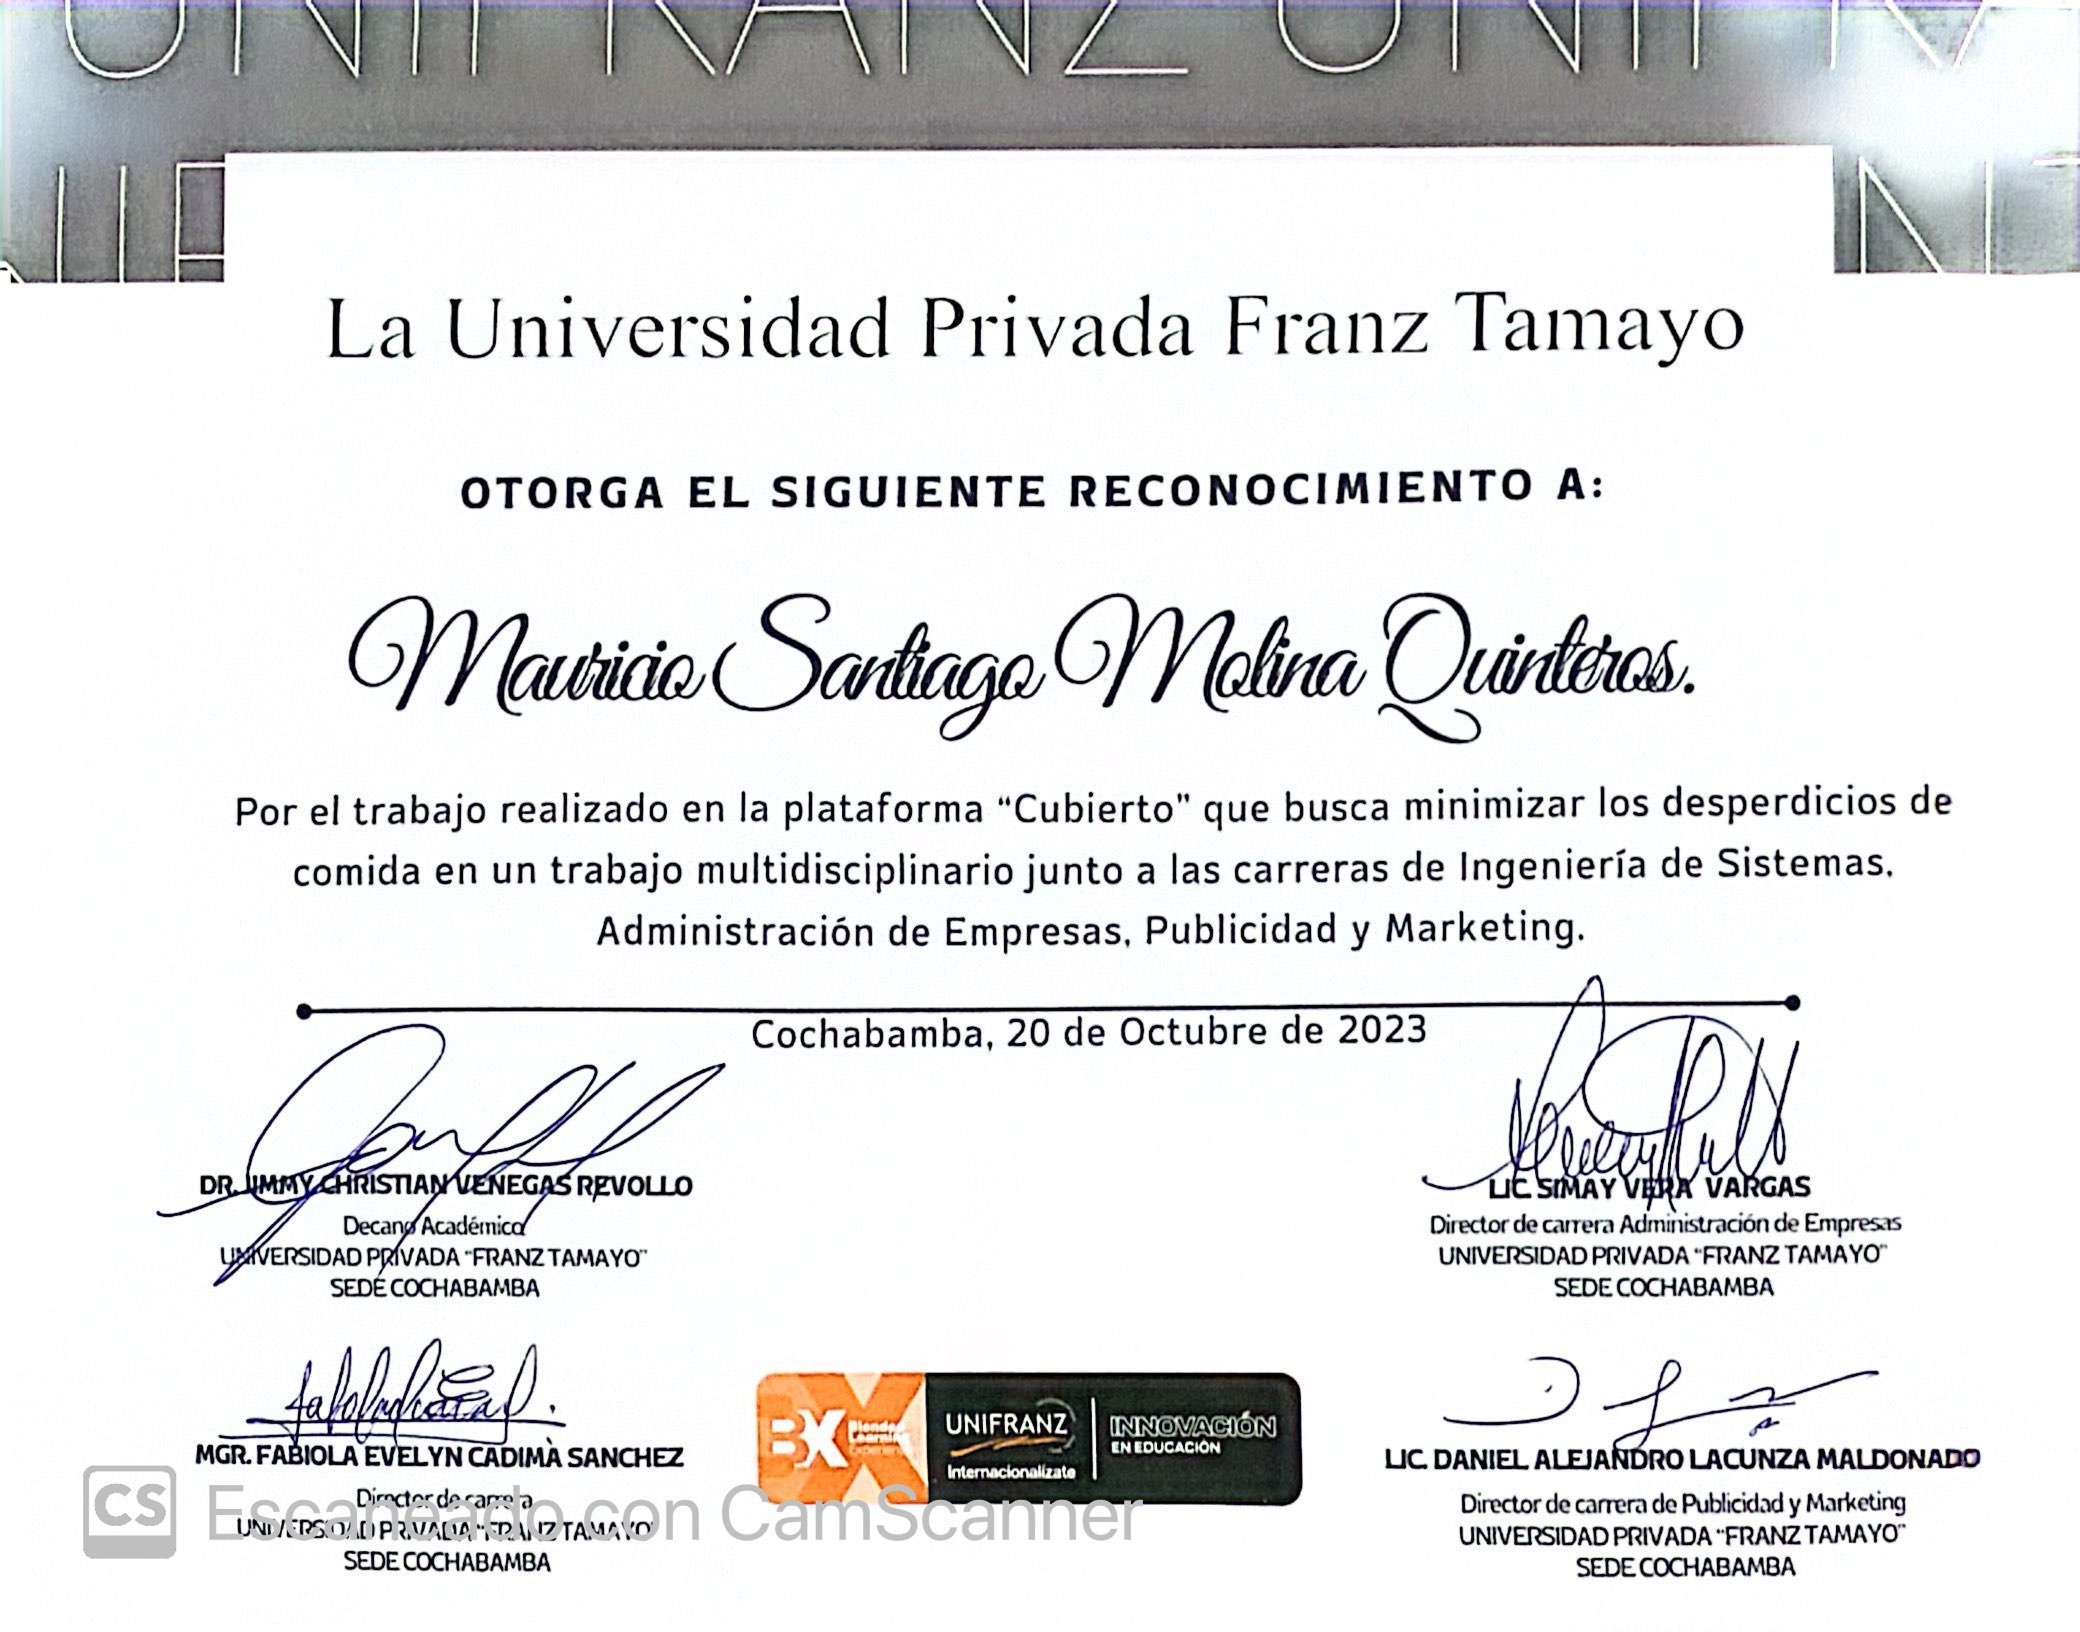 UNIFRANZ UNIF
La Universidad Privada Franz Tamayo
OTORGA EL SIGUIENTE RECONOCIMIENTO A:
Mauricio Santiago Molina Quinteros.
Por el trabajo realizado en la plataforma “Cubierto" que busca minimizar los desperdicios de
comida en un trabajo multidisciplinario junto a las carreras de Ingeniería de Sistemas,
Administración de Empresas, Publicidad y Marketing.
Cochabamba, 20 de Octubre de 2023
DR. JIMMY CHRISTIAN VENEGAS REVOLLO
Decano Académico
UNIVERSIDAD PRIVADA "FRANZ TAMAYO"
SEDE COCHABAMBA
LIC SIMAY VERA VARGAS
Director de carrera Administración de Empresas
UNIVERSIDAD PRIVADA "FRANZ TAMAYO"
SEDE COCHABAMBA
MGR. FABIOLA EVELYN CADIMA SANCHEZ
Director de carrera
UNIVERSIDAD PRIVADA "FRANZ TAMAYO"
SEDE COCHABAMBA
BX Blended Learning Experience
UNIFRANZ
Internacionalízate
INNOVACIÓN
EN EDUCACIÓN
LIC. DANIEL ALEJANDRO LACUNZA MALDONADO
Director de carrera de Publicidad y Marketing
UNIVERSIDAD PRIVADA "FRANZ TAMAYO"
SEDE COCHABAMBA
CS Escaneado con CamScanner